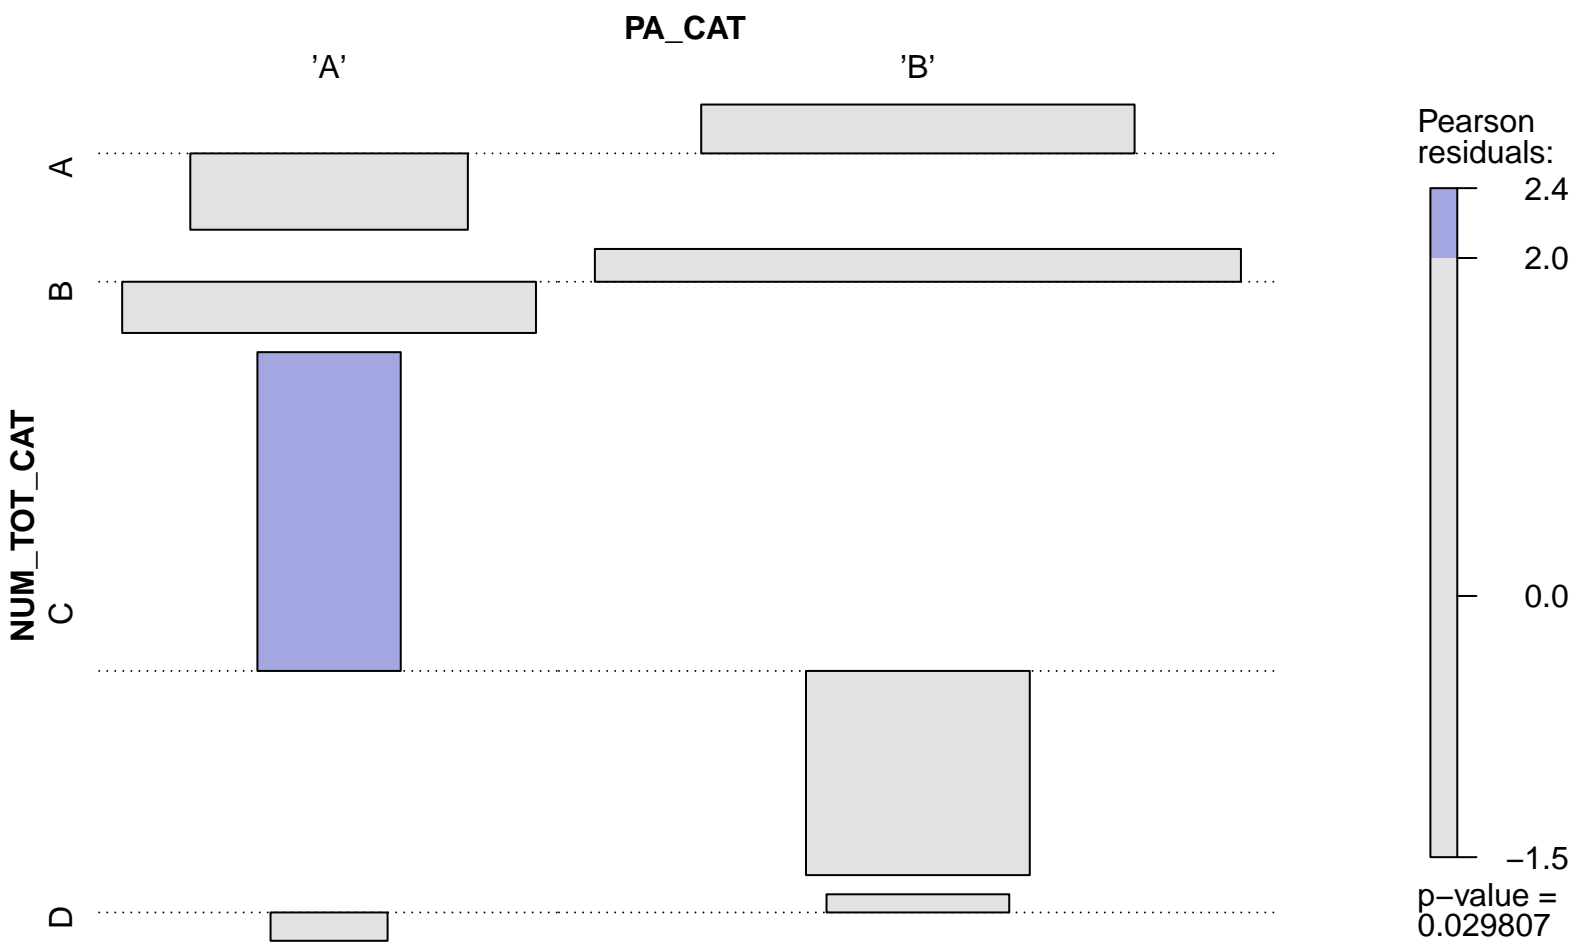 PA_CAT
’A’ ’B’
NUM_TOT_CAT
A
B
C
D
Pearson
residuals:
2.4
2.0
0.0
−1.5
p−value =
0.029807